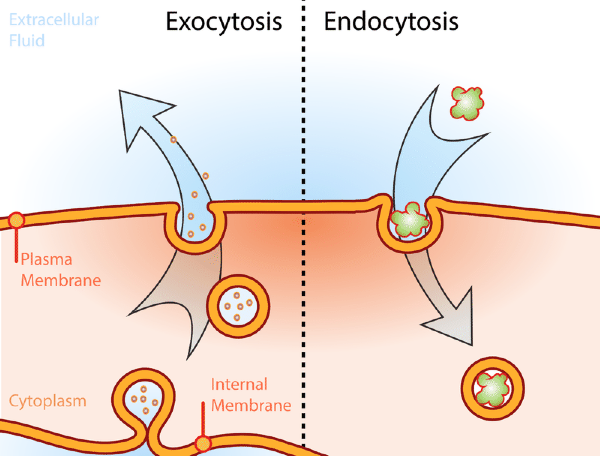 Extracellular
Fluid
Exocytosis
Endocytosis
Plasma
Membrane
Cytoplasm
Internal
Membrane